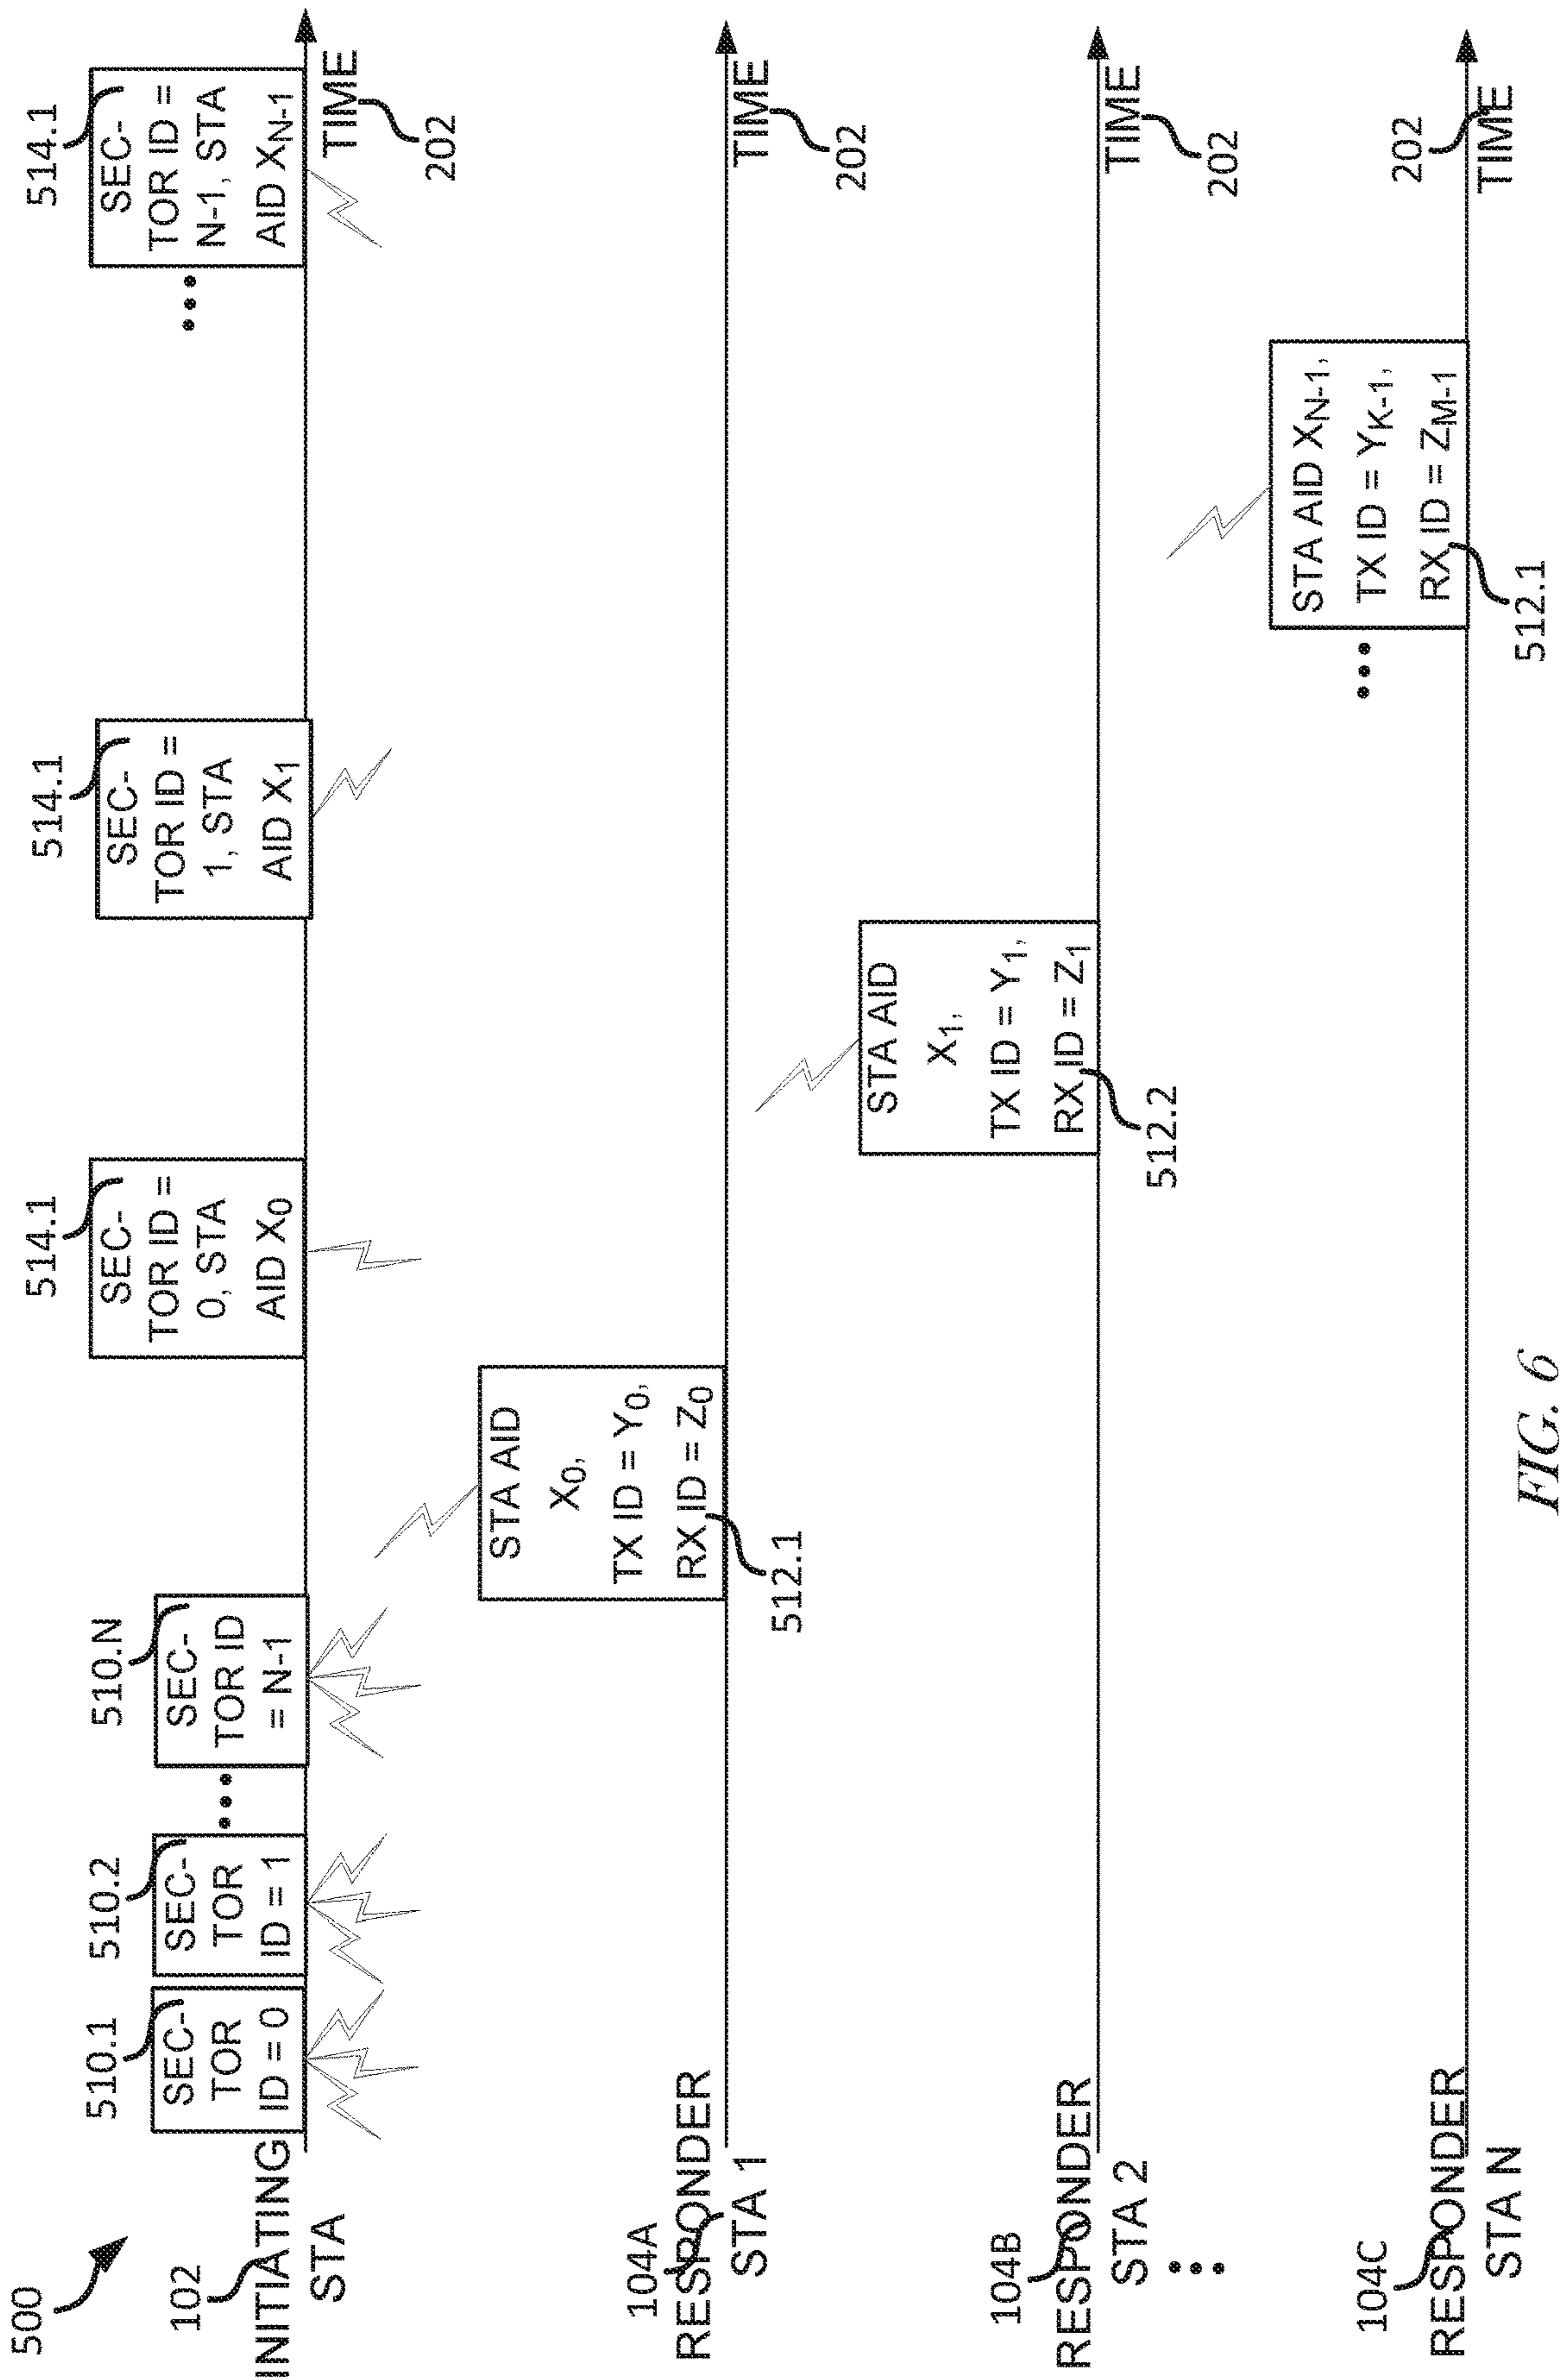 500
102
INITIATING
STA
510.1
SEC-
TOR
ID = 0
510.2
SEC-
TOR
ID = 1
•••
510.N
SEC-
TOR ID
= N-1
514.1
SEC-
TOR ID =
0, STA
AID X0
514.1
SEC-
TOR ID =
1, STA
AID X1
•••
514.1
SEC-
TOR ID =
N-1, STA
AID XN-1
TIME
202
104A
RESPONDER
STA 1
STA AID
X0,
TX ID = Y0,
RX ID = Z0
512.1
TIME
202
104B
RESPONDER
STA 2
STA AID
X1,
TX ID = Y1,
RX ID = Z1
512.2
TIME
202
•••
104C
RESPONDER
STA N
•••
STA AID XN-1,
TX ID = YK-1,
RX ID = ZM-1
512.1
202
TIME
FIG. 6